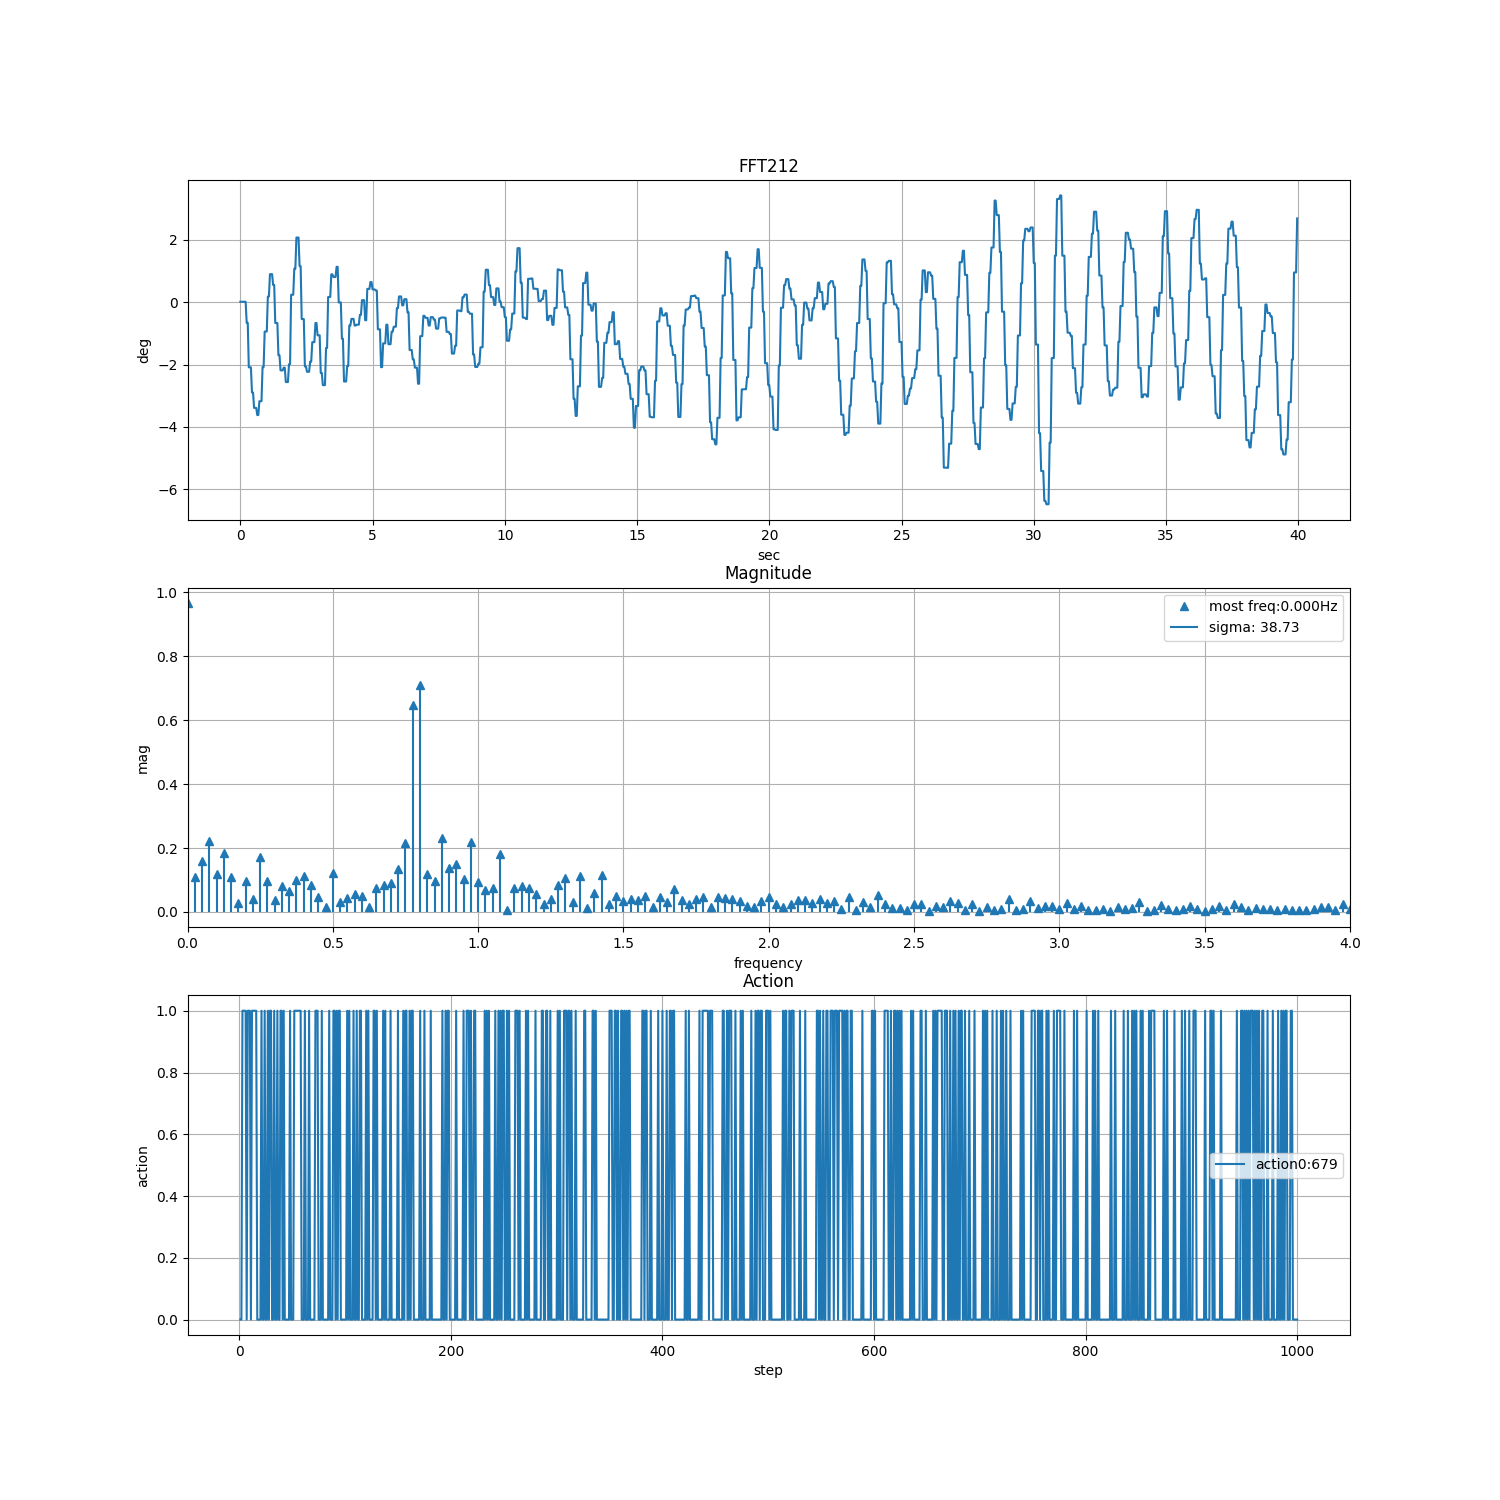 FFT212
2
0
−2
−4
−6
deg
0 5 10 15 20 25 30 35 40
sec
Magnitude
1.0
0.8
0.6
0.4
0.2
0.0
mag
most freq:0.000Hz
sigma: 38.73
0.0 0.5 1.0 1.5 2.0 2.5 3.0 3.5 4.0
frequency
Action
1.0
0.8
0.6
0.4
0.2
0.0
action
action0:679
0 200 400 600 800 1000
step